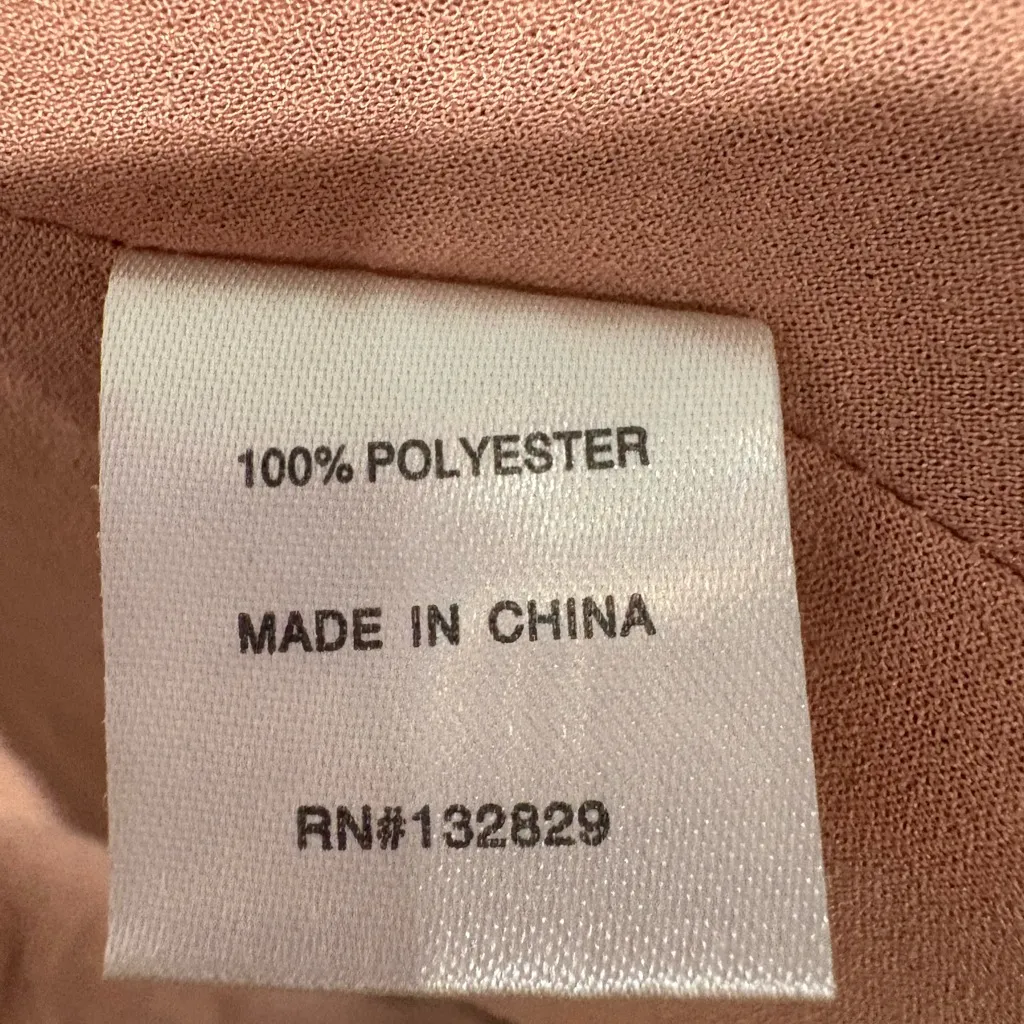 100% POLYESTER
MADE IN CHINA
RN#132829